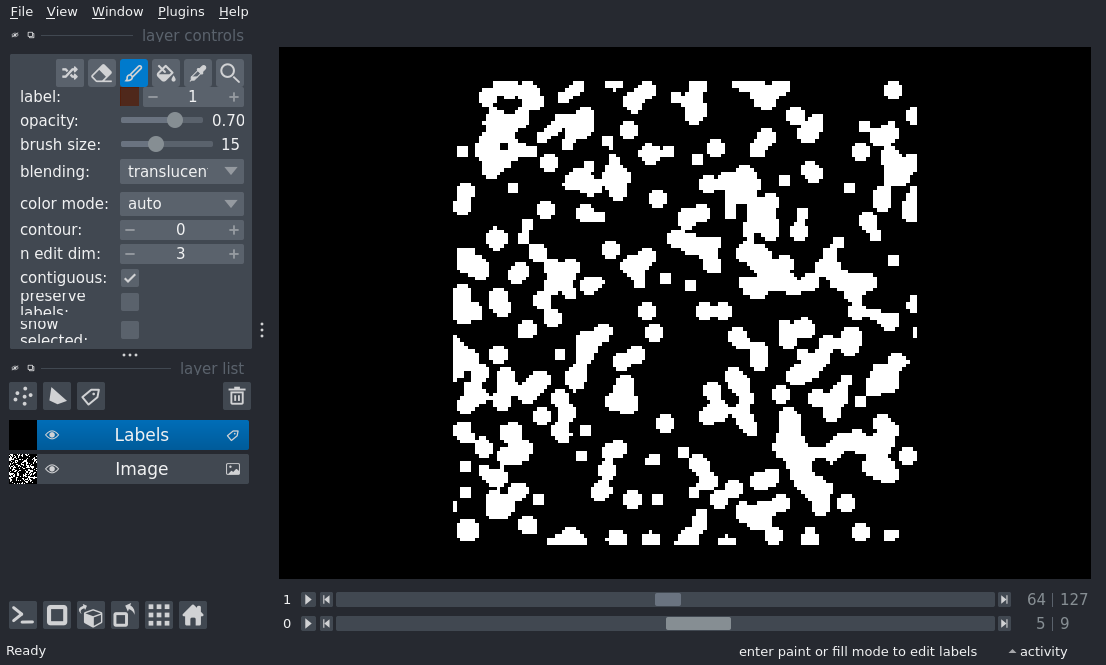 File View Window Plugins Help
layer controls
label: 1
opacity: 0.70
brush size: 15
blending: translucen
color mode: auto
contour: 0
n edit dim: 3
contiguous:
preserve
labels:
show
selected:
layer list
Labels
Image
1 64 | 127
0 5 | 9
Ready enter paint or fill mode to edit labels activity